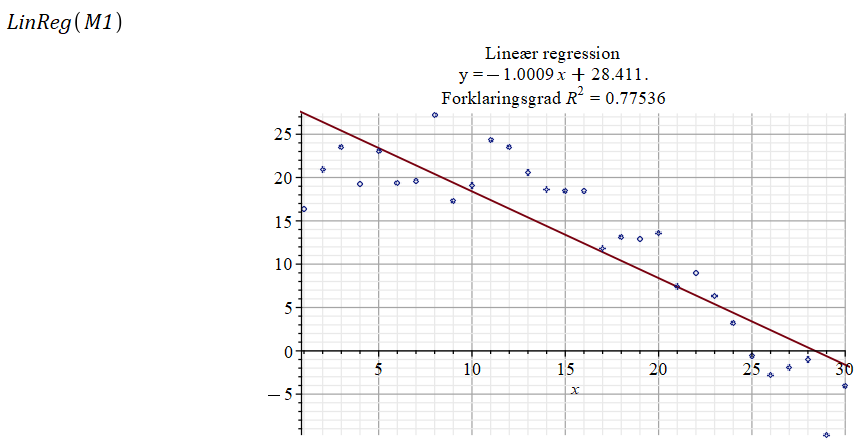 LinReg(M1)
Lineær regression
y = − 1.0009 x + 28.411.
Forklaringsgrad R² = 0.77536
25
20
15
10
5
0
− 5
5 10 15 20 25 30
x